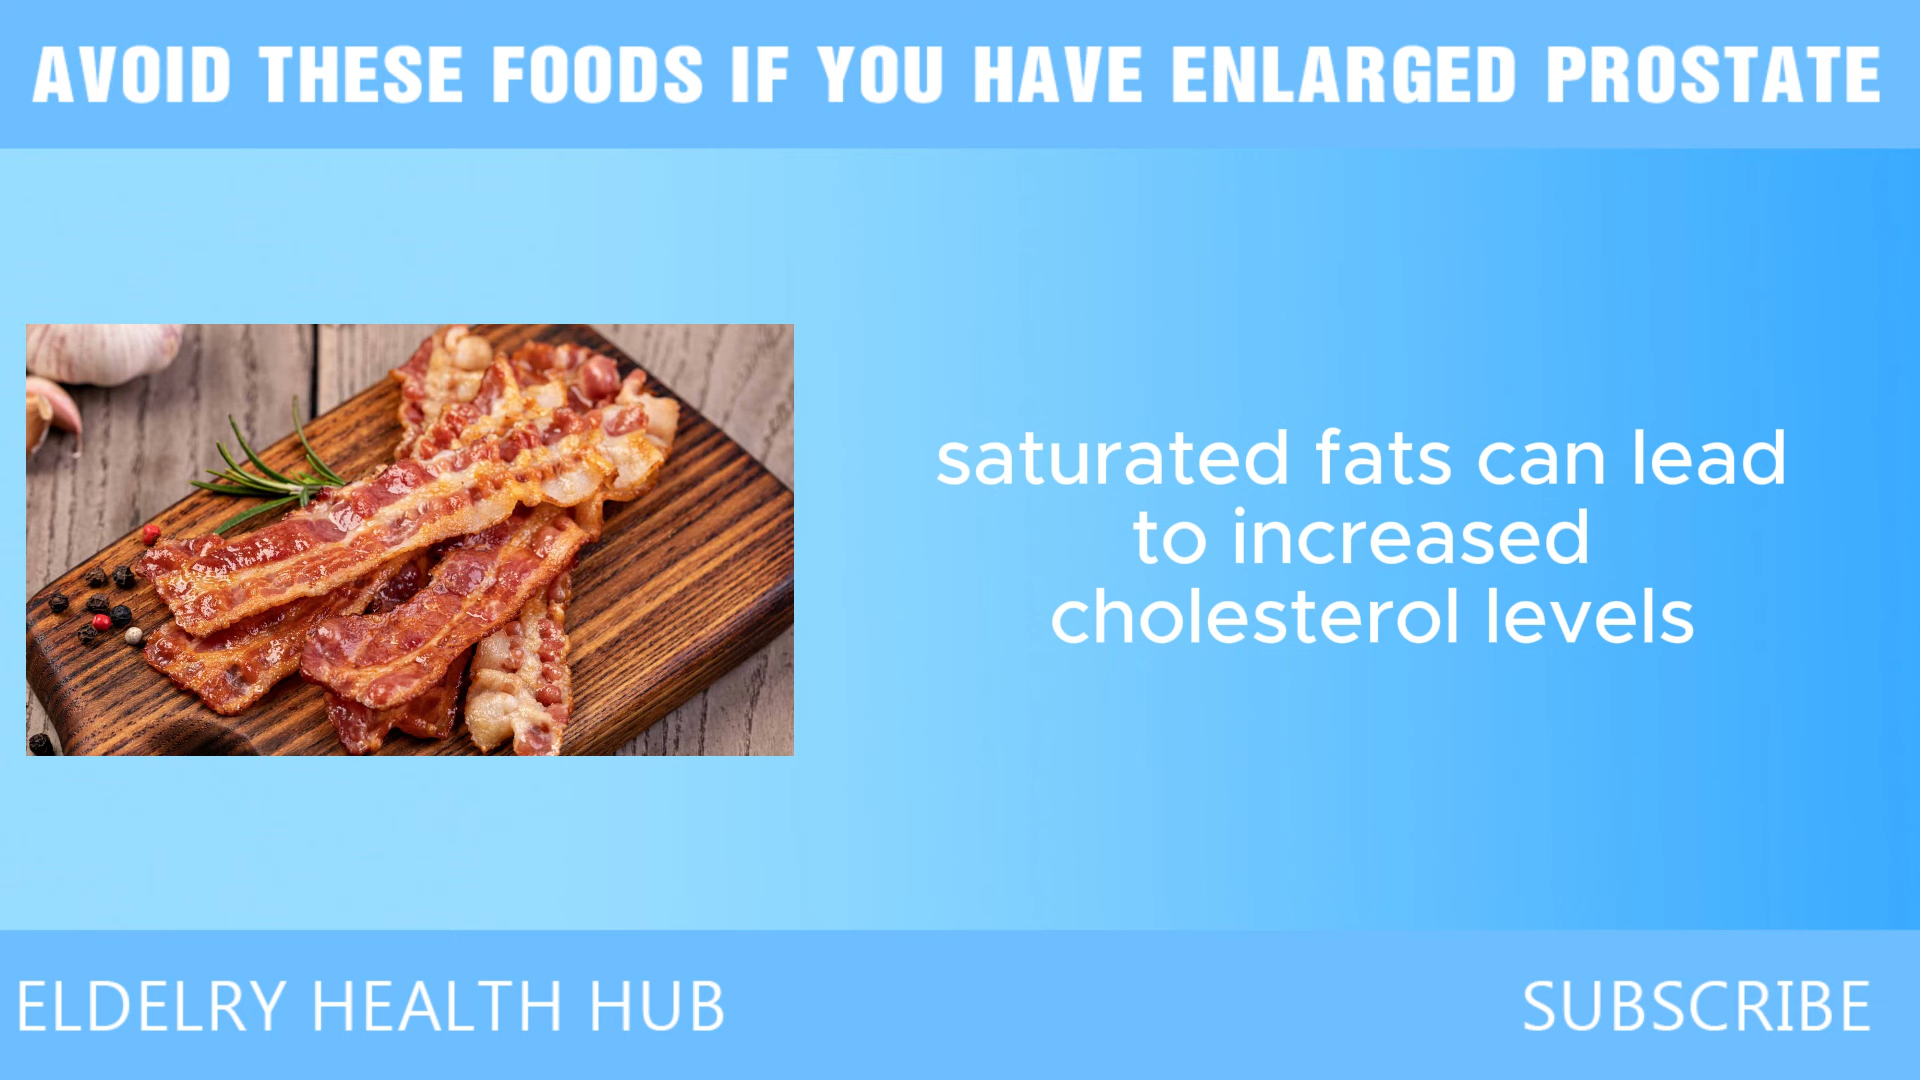 AVOID THESE FOODS IF YOU HAVE ENLARGED PROSTATE
saturated fats can lead
to increased
cholesterol levels
ELDELRY HEALTH HUB
SUBSCRIBE